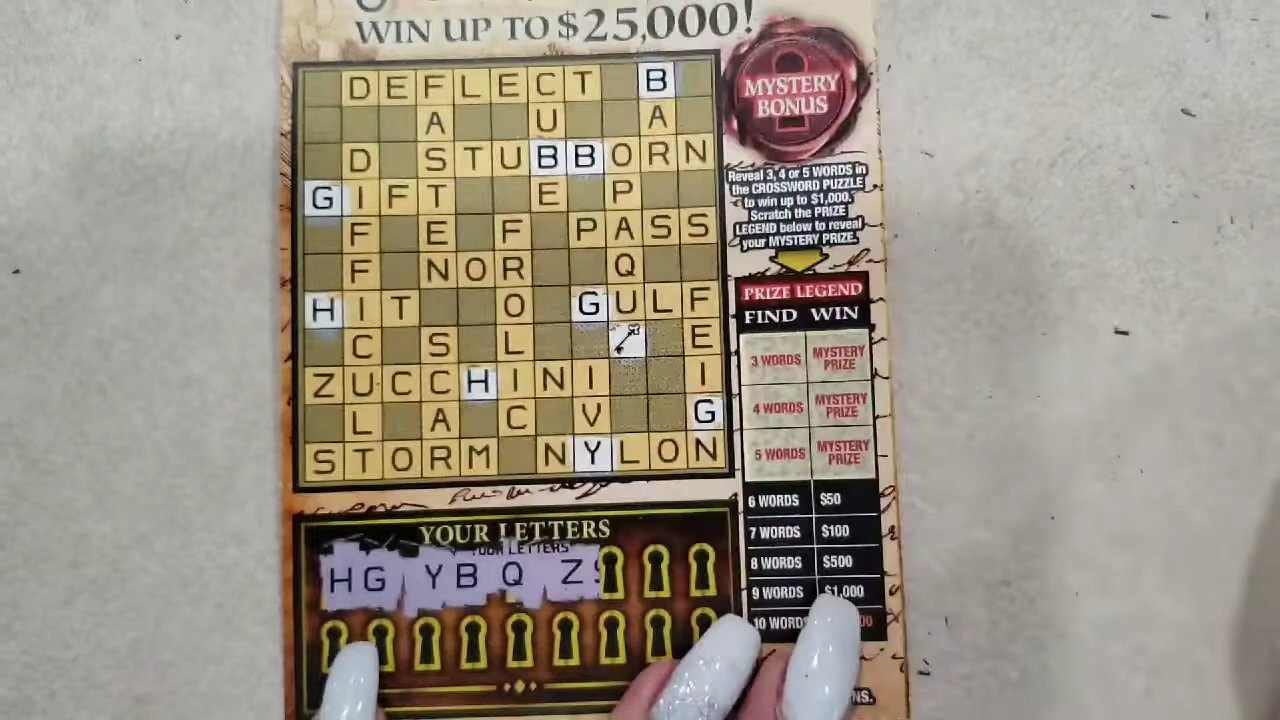 WIN UP TO $25,000!
MYSTERY
BONUS
Reveal 3, 4 or 5 WORDS in
the CROSSWORD PUZZLE
to win up to $1,000.
Scratch the PRIZE
LEGEND below to reveal
your MYSTERY PRIZE.
DEFLECT B
A U A
D STUBBORN
GIFT E P
F E F PASS
F NOR Q
HIT O GULF
C S L E
ZUCCHINI I
L A C V G
STORM NYLON
PRIZE LEGEND
FIND WIN
3 WORDS MYSTERY PRIZE
4 WORDS MYSTERY PRIZE
5 WORDS MYSTERY PRIZE
6 WORDS $50
7 WORDS $100
8 WORDS $500
9 WORDS $1,000
10 WORDS
YOUR LETTERS
YOUR LETTERS
HG YB Q Z